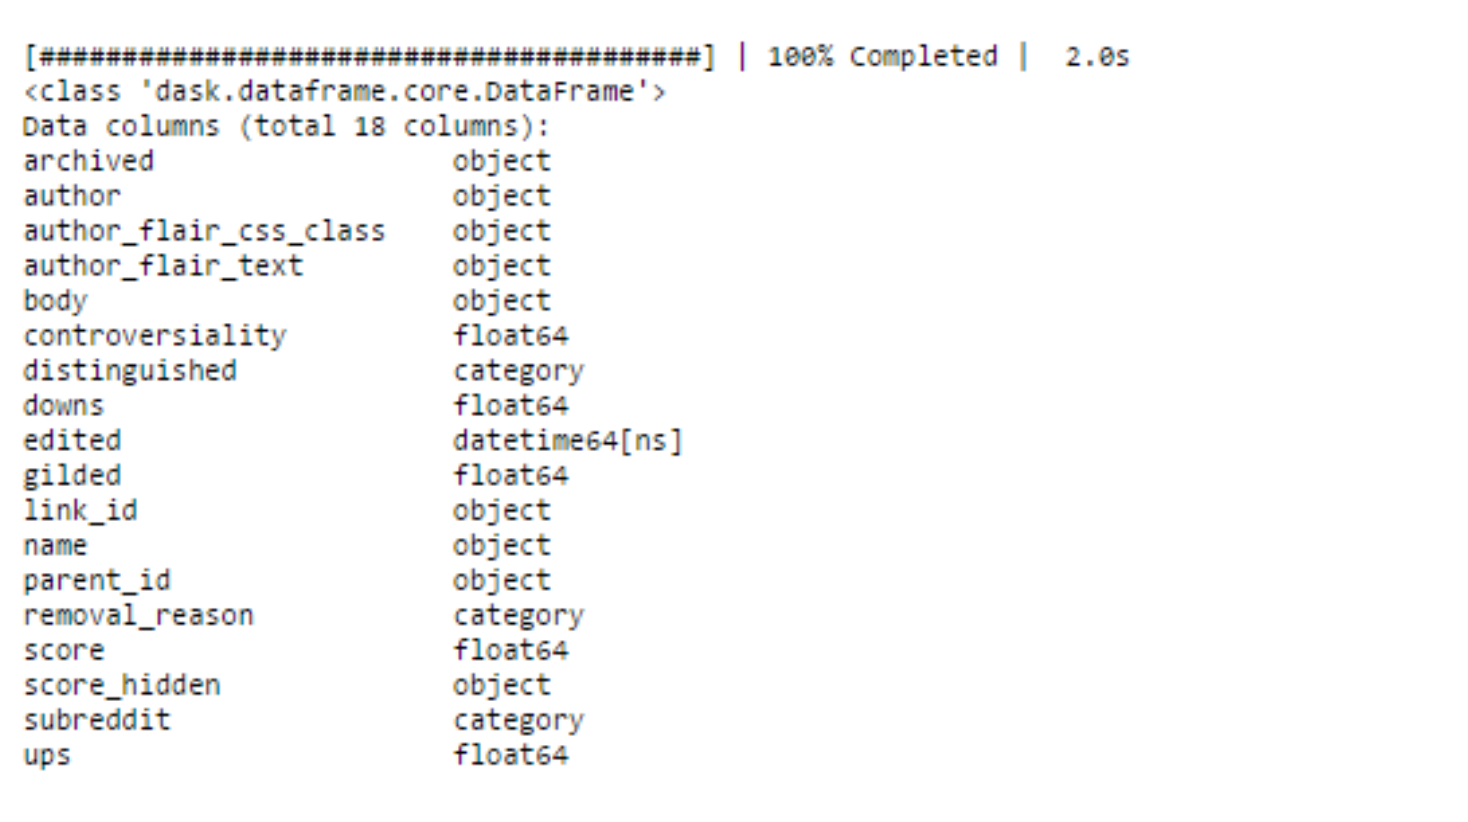 [########################################] | 100% Completed |  2.0s
<class 'dask.dataframe.core.DataFrame'>
Data columns (total 18 columns):
archived                  object
author                    object
author_flair_css_class    object
author_flair_text         object
body                      object
controversiality          float64
distinguished             category
downs                     float64
edited                    datetime64[ns]
gilded                    float64
link_id                   object
name                      object
parent_id                 object
removal_reason            category
score                     float64
score_hidden              object
subreddit                 category
ups                       float64